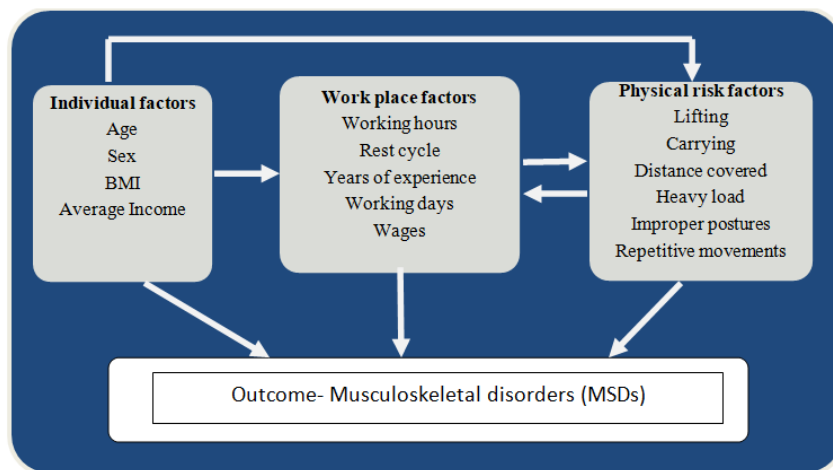 Individual factors
Age
Sex
BMI
Average Income
Work place factors
Working hours
Rest cycle
Years of experience
Working days
Wages
Physical risk factors
Lifting
Carrying
Distance covered
Heavy load
Improper postures
Repetitive movements
Outcome- Musculoskeletal disorders (MSDs)